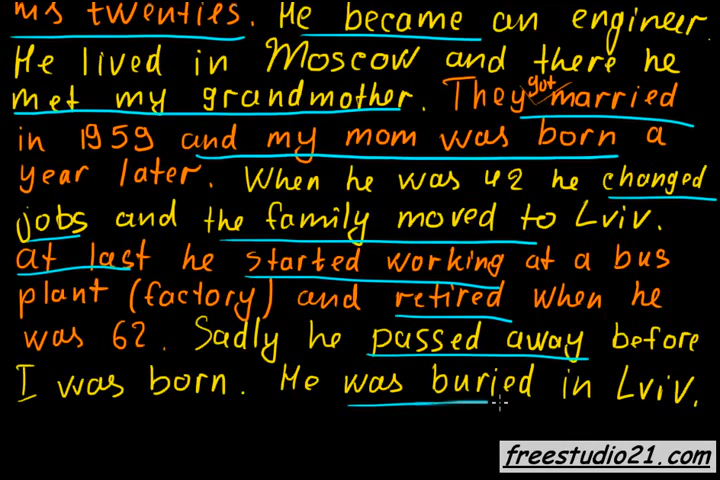 his twenties. He became an engineer.
He lived in Moscow and there he
met my grandmother. They got married
in 1959 and my mom was born a
year later. When he was 42 he changed
jobs and the family moved to Lviv.
at last he started working at a bus
plant (factory) and retired when he
was 62. Sadly he passed away before
I was born. He was buried in Lviv.
freestudio21.com